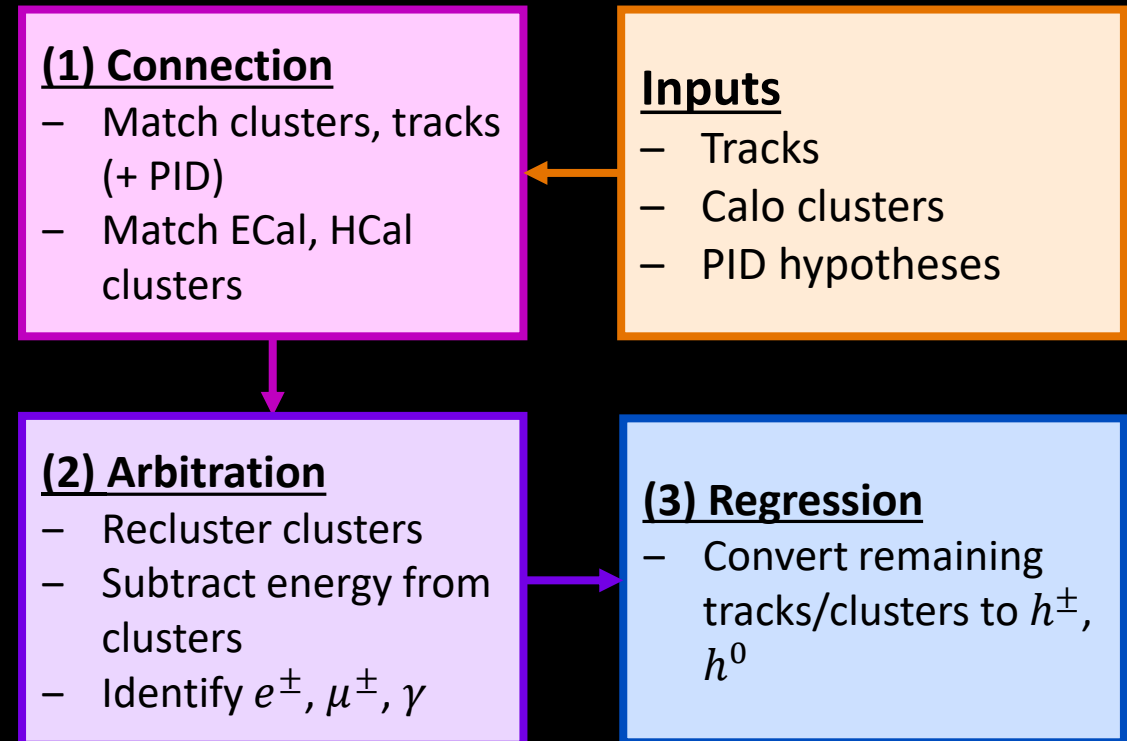 (1) Connection
– Match clusters, tracks
(+ PID)
– Match ECal, HCal
clusters
Inputs
– Tracks
– Calo clusters
– PID hypotheses
(2) Arbitration
– Recluster clusters
– Subtract energy from
clusters
– Identify e±, μ±, γ
(3) Regression
– Convert remaining
tracks/clusters to h±,
h⁰